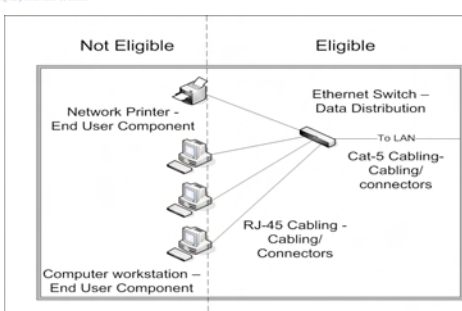 Not Eligible
Eligible
Network Printer -
End User Component
Ethernet Switch –
Data Distribution
To LAN
Cat-5 Cabling-
Cabling/
connectors
RJ-45 Cabling -
Cabling/
Connectors
Computer workstation –
End User Component